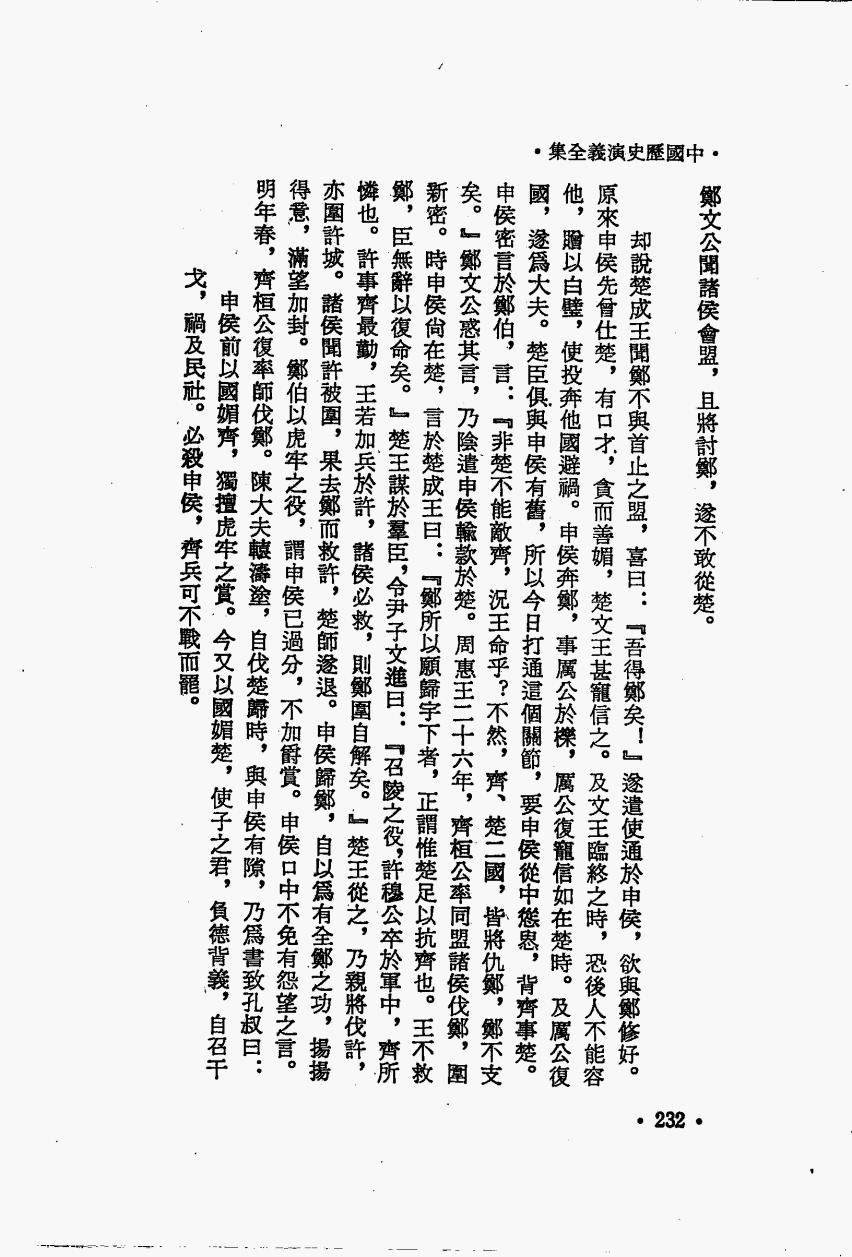 •中國歷史演義全集•
鄭文公聞諸侯會盟，且將討鄭，遂不敢從楚。
却說楚成王聞鄭不與首止之盟，喜曰：『吾得鄭矣！』遂遣使通於申侯，欲與鄭修好。
原來申侯先曾仕楚，有口才，貪而善媚，楚文王甚寵信之。及文王臨終之時，恐後人不能容
他，贈以白璧，使投奔他國避禍。申侯奔鄭，事厲公於櫟，厲公復寵信如在楚時。及厲公復
國，遂爲大夫。楚臣俱與申侯有舊，所以今日打通這個關節，要申侯從中慫恿，背齊事楚。
申侯密言於鄭伯，言：『非楚不能敵齊，況王命乎？不然，齊、楚二國，皆將仇鄭，鄭不支
矣。』鄭文公惑其言，乃陰遣申侯輸款於楚。周惠王二十六年，齊桓公率同盟諸侯伐鄭，圍
新密。時申侯尙在楚，言於楚成王曰：『鄭所以願歸宇下者，正謂惟楚足以抗齊也。王不救
鄭，臣無辭以復命矣。』楚王謀於羣臣，令尹子文進曰：『召陵之役，許穆公卒於軍中，齊所
憐也。許事齊最勤，王若加兵於許，諸侯必救，則鄭圍自解矣。』楚王從之，乃親將伐許，
亦圍許城。諸侯聞許被圍，果去鄭而救許，楚師遂退。申侯歸鄭，自以爲有全鄭之功，揚揚
得意，滿望加封。鄭伯以虎牢之役，謂申侯已過分，不加爵賞。申侯口中不免有怨望之言。
明年春，齊桓公復率師伐鄭。陳大夫轅濤塗，自伐楚歸時，與申侯有隙，乃爲書致孔叔曰：
申侯前以國媚齊，獨擅虎牢之賞。今又以國媚楚，使子之君，負德背義，自召干
戈，禍及民社。必殺申侯，齊兵可不戰而罷。
•232•